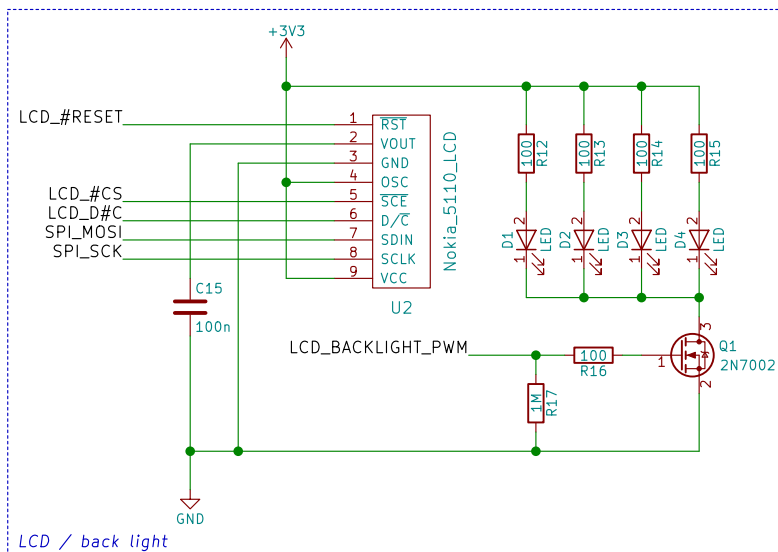 +3V3
LCD_#RESET
1 RST
2 VOUT
3 GND
4 OSC
LCD_#CS 5 SCE
LCD_D#C 6 D/C
SPI_MOSI 7 SDIN
SPI_SCK 8 SCLK
9 VCC
Nokia_5110_LCD
U2
C15
100n
100 R12
100 R13
100 R14
100 R15
2 D1 LED 1
2 D2 LED 1
2 D3 LED 1
2 D4 LED 1
LCD_BACKLIGHT_PWM
100
R16
1M R17
3
1
2
Q1
2N7002
GND
LCD / back light